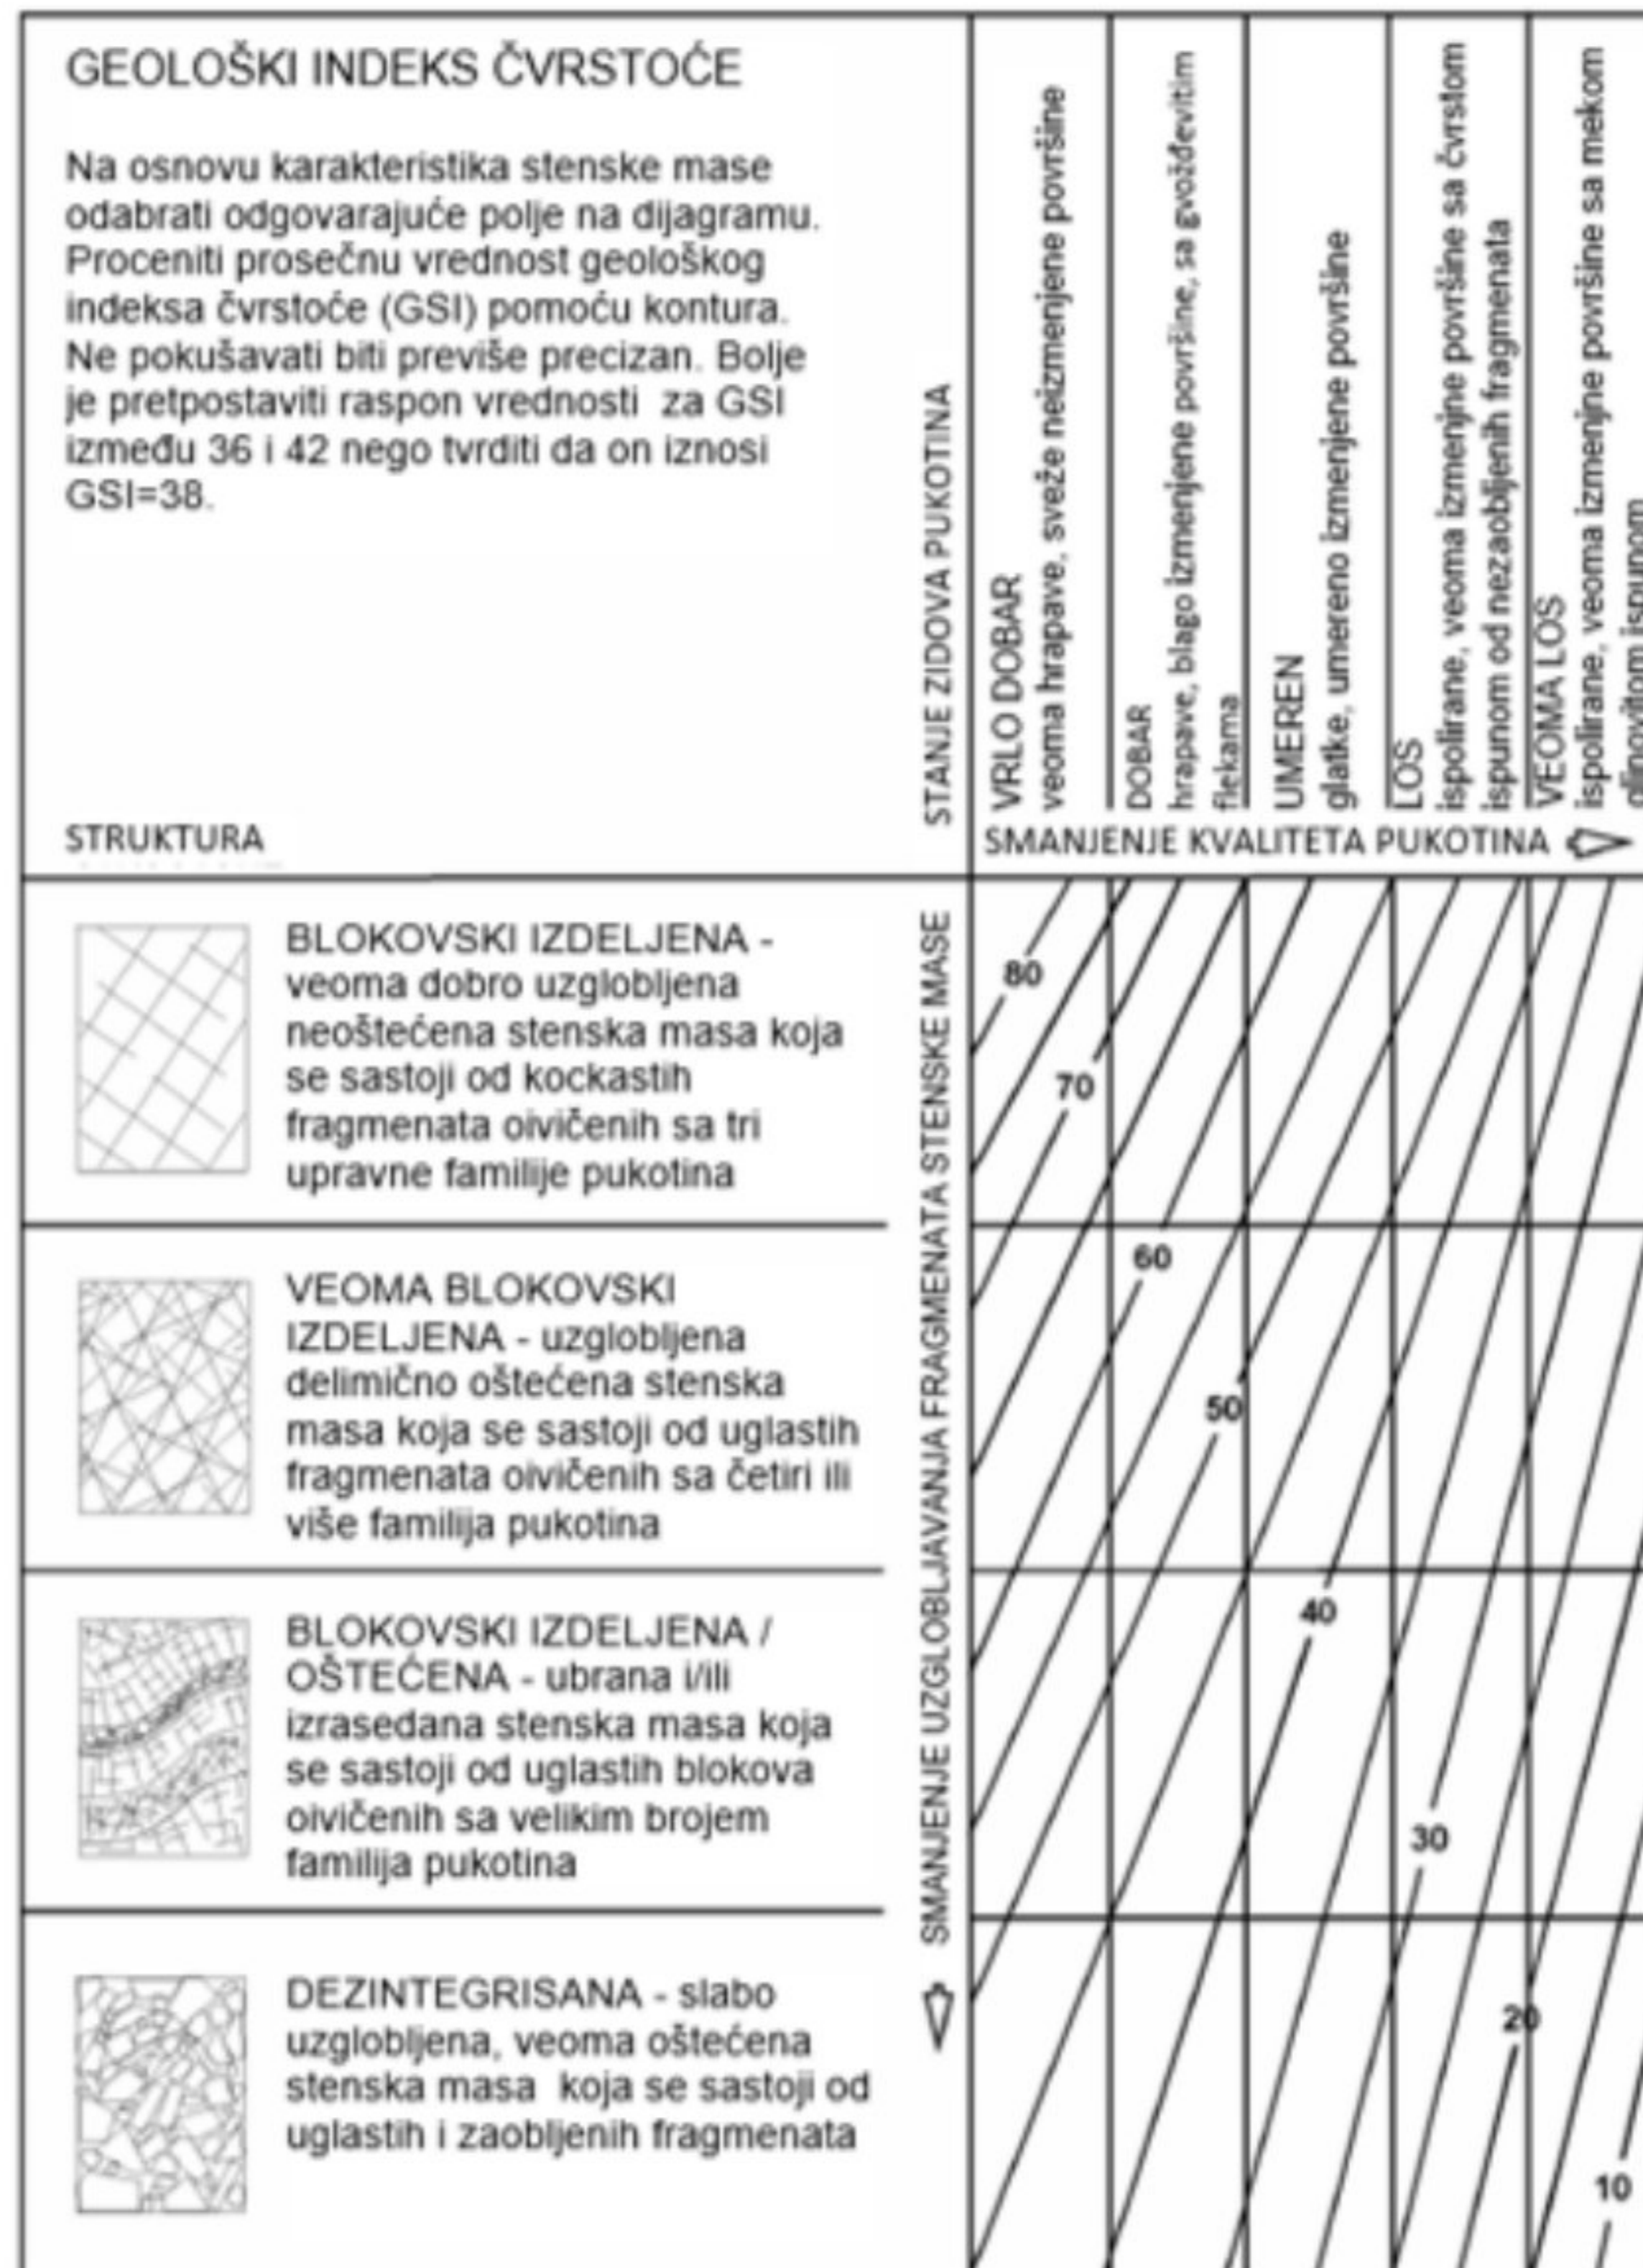 GEOLOŠKI INDEKS ČVRSTOĆE
Na osnovu karakteristika stenske mase
odabrati odgovarajuće polje na dijagramu.
Proceniti prosečnu vrednost geološkog
indeksa čvrstoće (GSI) pomoću kontura.
Ne pokušavati biti previše precizan. Bolje
je pretpostaviti raspon vrednosti za GSI
između 36 i 42 nego tvrditi da on iznosi
GSI=38.
STRUKTURA
STANJE ZIDOVA PUKOTINA
VRLO DOBAR
veoma hrapave, sveže neizmenjene površine
DOBAR
hrapave, blago izmenjene površine, sa gvožđevitim
flekama
UMEREN
glatke, umereno izmenjene površine
LOS
ispolirane, veoma izmenjne površine sa čvrstom
ispunom od nezaobljenih fragmenata
VEOMA LOS
ispolirane, veoma izmenjne površine sa mekom
glinovitom ispunom
SMANJENJE KVALITETA PUKOTINA
BLOKOVSKI IZDELJENA -
veoma dobro uzglobljena
neoštećena stenska masa koja
se sastoji od kockastih
fragmenata oivičenih sa tri
upravne familije pukotina
VEOMA BLOKOVSKI
IZDELJENA - uzglobljena
delimično oštećena stenska
masa koja se sastoji od uglastih
fragmenata oivičenih sa četiri ili
više familija pukotina
BLOKOVSKI IZDELJENA /
OŠTEĆENA - ubrana i/ili
izrasedana stenska masa koja
se sastoji od uglastih blokova
oivičenih sa velikim brojem
familija pukotina
DEZINTEGRISANA - slabo
uzglobljena, veoma oštećena
stenska masa koja se sastoji od
uglastih i zaobljenih fragmenata
SMANJENJE UZGLOBLJAVANJA FRAGMENATA STENSKE MASE
80
70
60
50
40
30
20
10